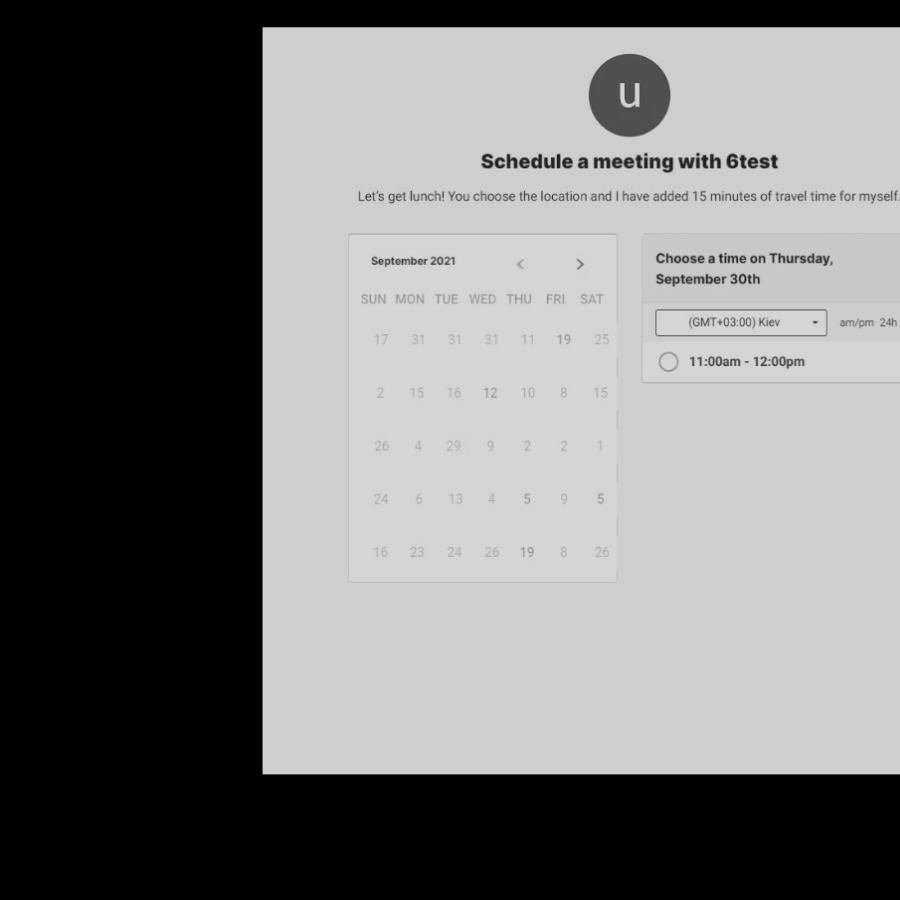 u
Schedule a meeting with 6test
Let's get lunch! You choose the location and I have added 15 minutes of travel time for myself.
September 2021
SUN MON TUE WED THU FRI SAT
17 31 31 31 11 19 25
2 15 16 12 10 8 15
26 4 29 9 2 2 1
24 6 13 4 5 9 5
16 23 24 26 19 8 26
Choose a time on Thursday,
September 30th
(GMT+03:00) Kiev
am/pm 24h
11:00am - 12:00pm